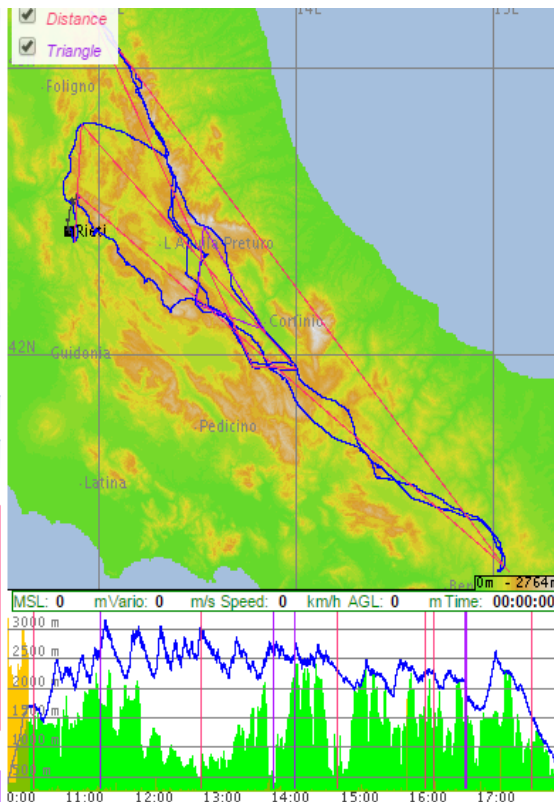 14E
15E
Distance
Triangle
Foligno
Rieti
L Aquila Preturo
Corfinio
42N
Guidonia
Pedicino
Latina
Ben
0m - 2764m
MSL: 0 m Vario: 0 m/s Speed: 0 km/h AGL: 0 m Time: 00:00:00
3000 m
2500 m
2000 m
1500 m
1000 m
500 m
0:00 11:00 12:00 13:00 14:00 15:00 16:00 17:00